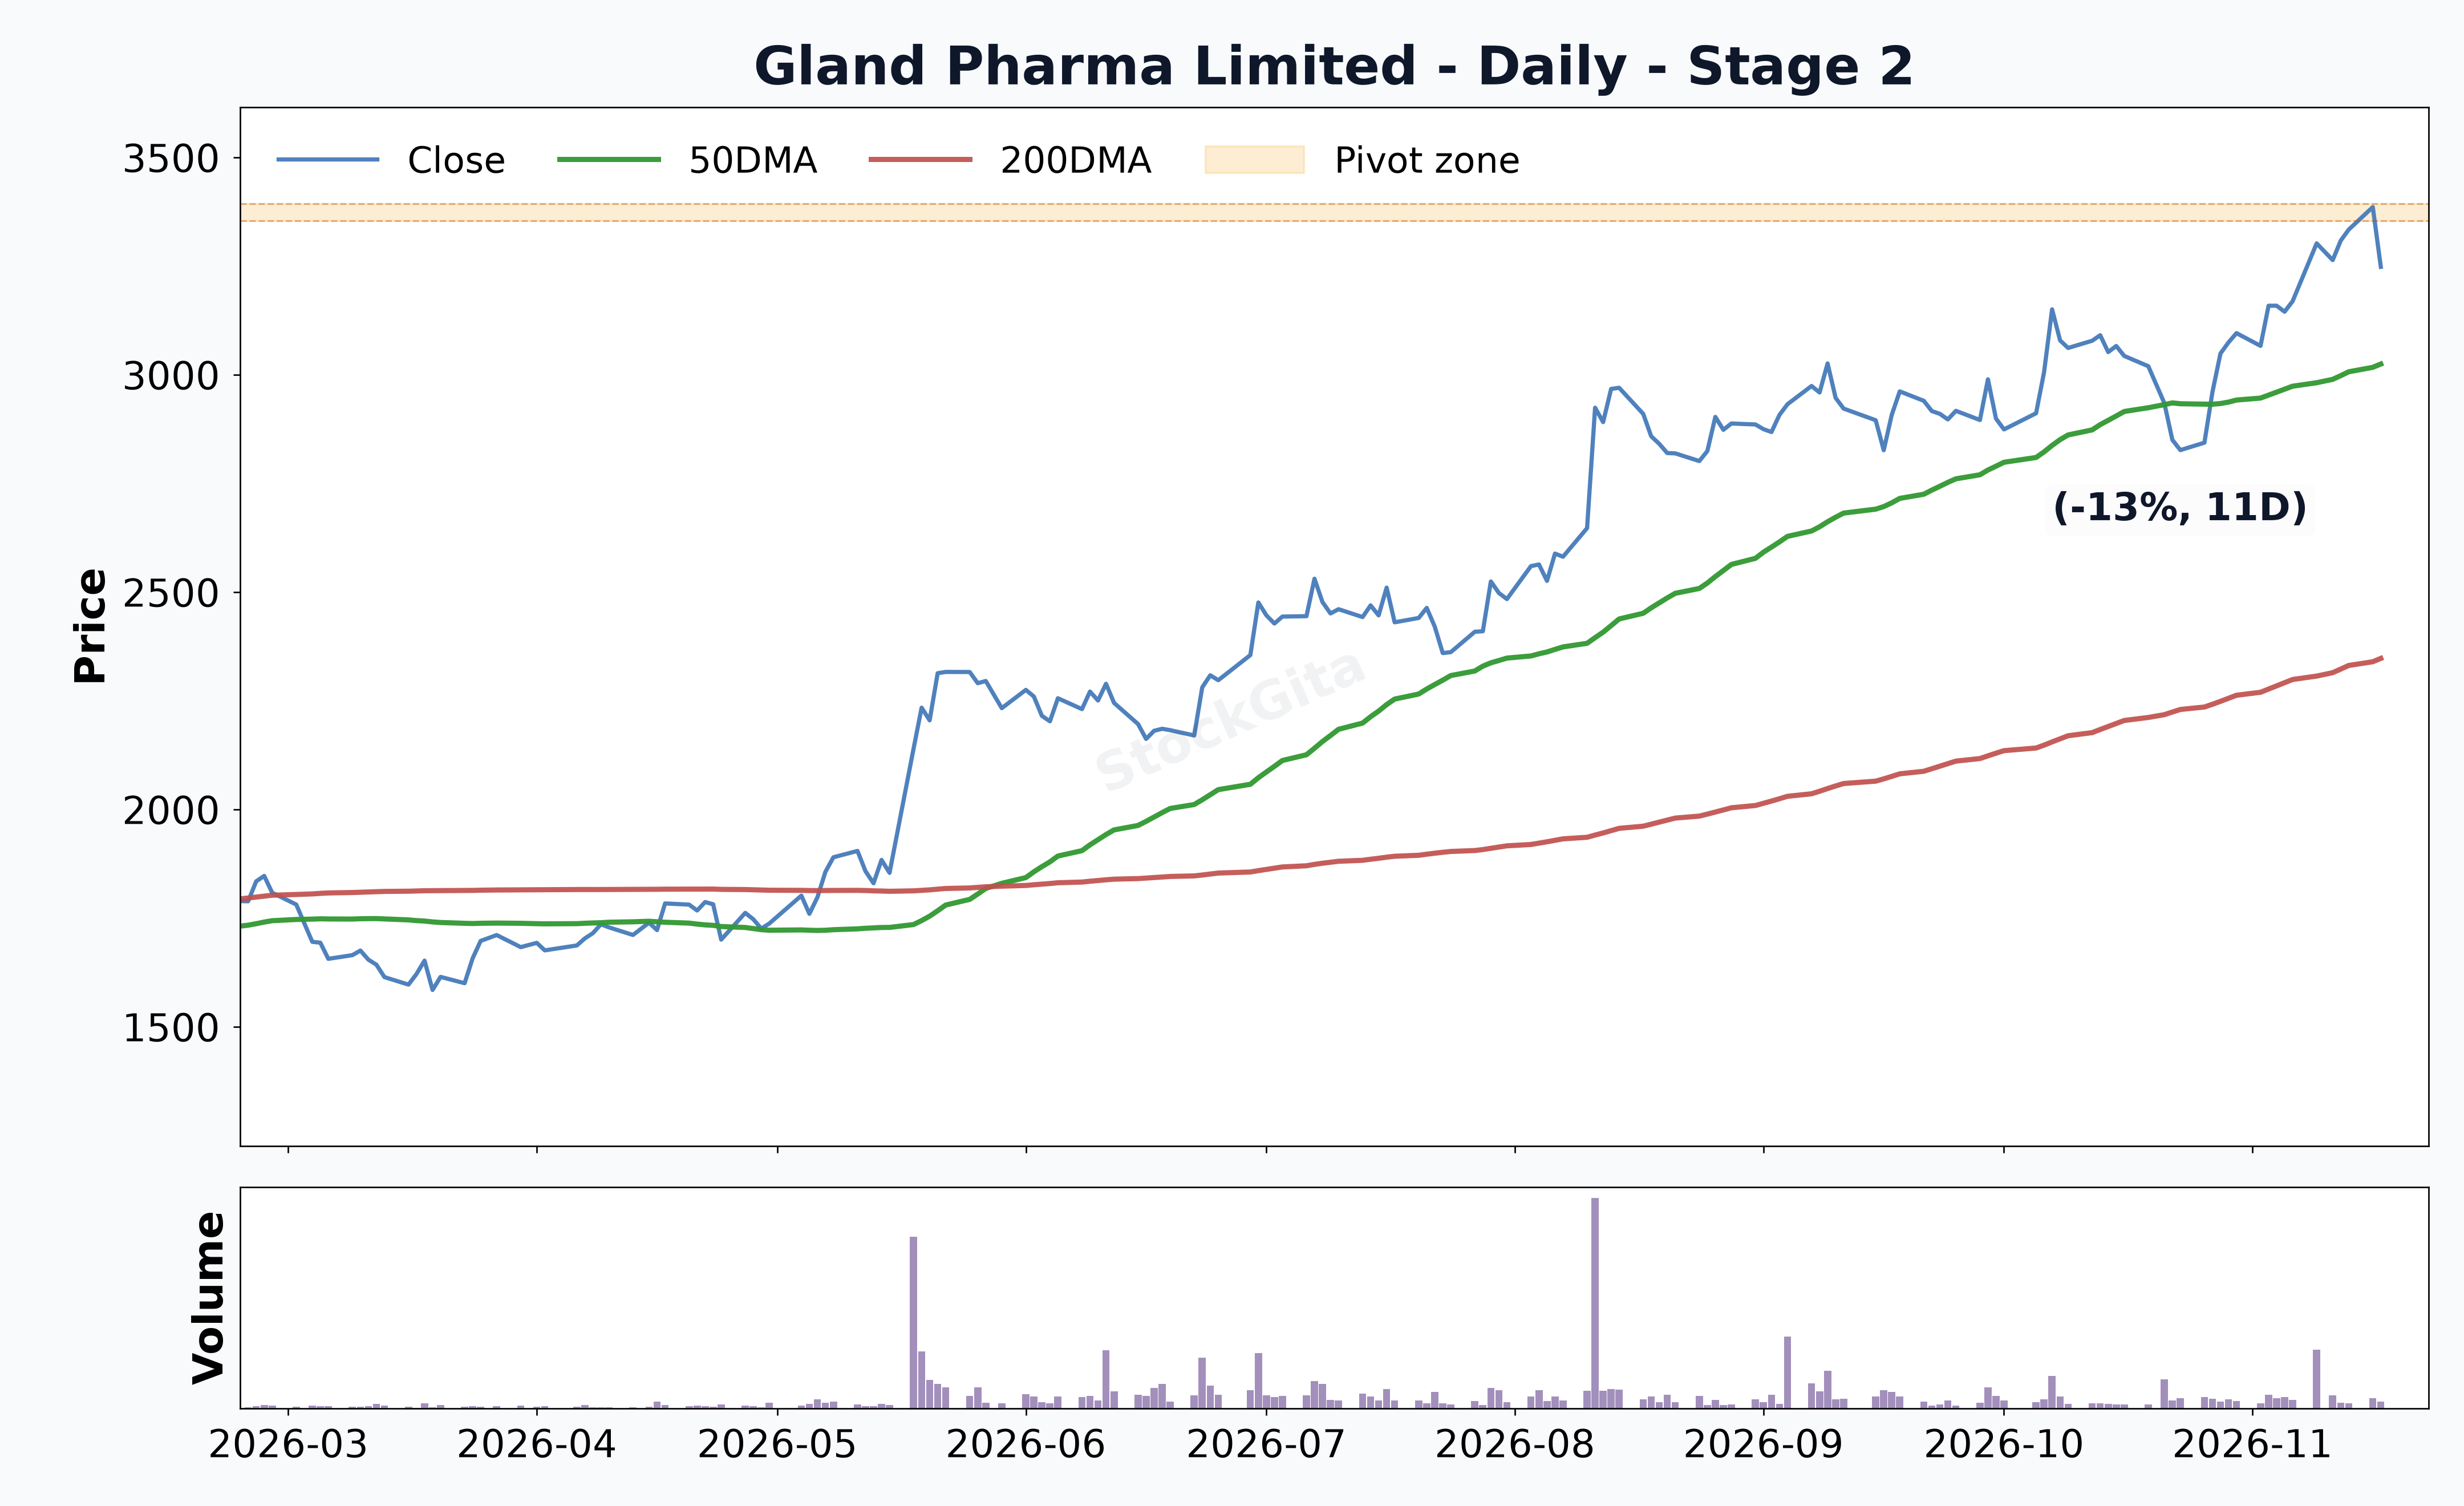 Gland Pharma Limited - Daily - Stage 2
Close 50DMA 200DMA Pivot zone
3500
3000
2500
2000
1500
Price
(-13%, 11D)
StockGita
Volume
2026-03 2026-04 2026-05 2026-06 2026-07 2026-08 2026-09 2026-10 2026-11